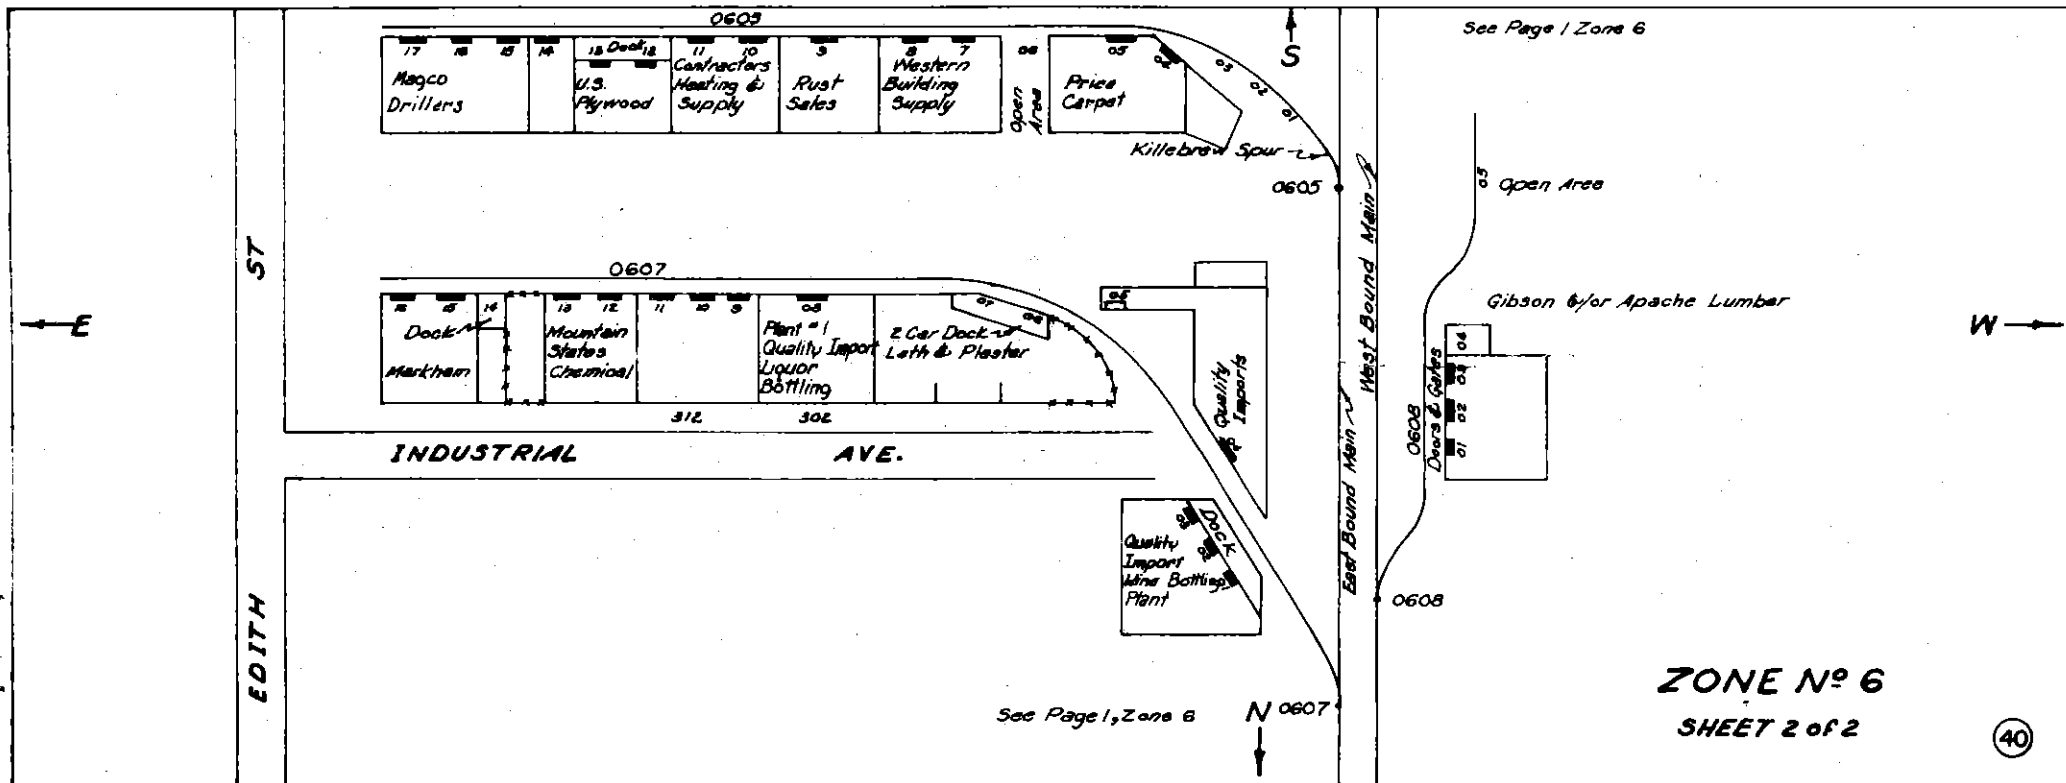 0605
S
See Page 1 Zone 6
17 16 15 14 13 Dock 12 11 10 9 8 7 06 05 04 03 02 01
Magco
Drillers
U.S.
Plywood
Contractors
Heating &
Supply
Rust
Sales
Western
Building
Supply
Open
Area
Price
Carpet
Killebrew Spur
0605
West Bound Main
05
Open Area
ST
0607
E
16 15 14 13 12 11 10 9 08 07 06 05
Dock
Markham
Mountain
States
Chemical
Plant #1
Quality Import
Liquor
Bottling
2 Car Dock
Lath & Plaster
Quality
Imports
04
Gibson &/or Apache Lumber
W
04
03
02
01
Doors & Gates
0608
312 302
INDUSTRIAL AVE.
East Bound Main
Dock
03
02
Quality
Import
Wine Bottling
Plant
0608
EDITH
See Page 1, Zone 6
N
0607
ZONE Nº 6
SHEET 2 of 2
40